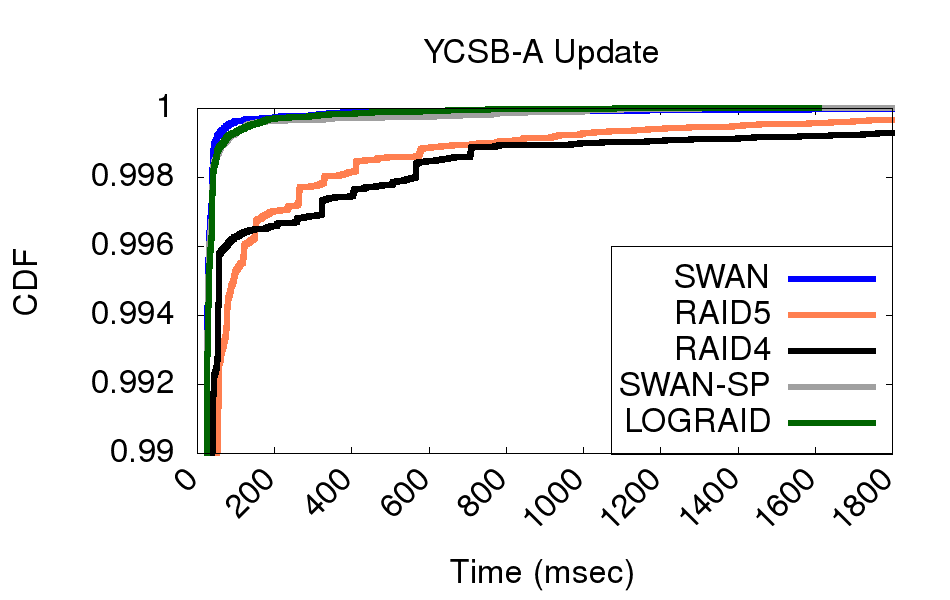 YCSB-A Update
1
0.998
0.996
0.994
0.992
0.99
CDF
SWAN
RAID5
RAID4
SWAN-SP
LOGRAID
0 200 400 600 800 1000 1200 1400 1600 1800
Time (msec)